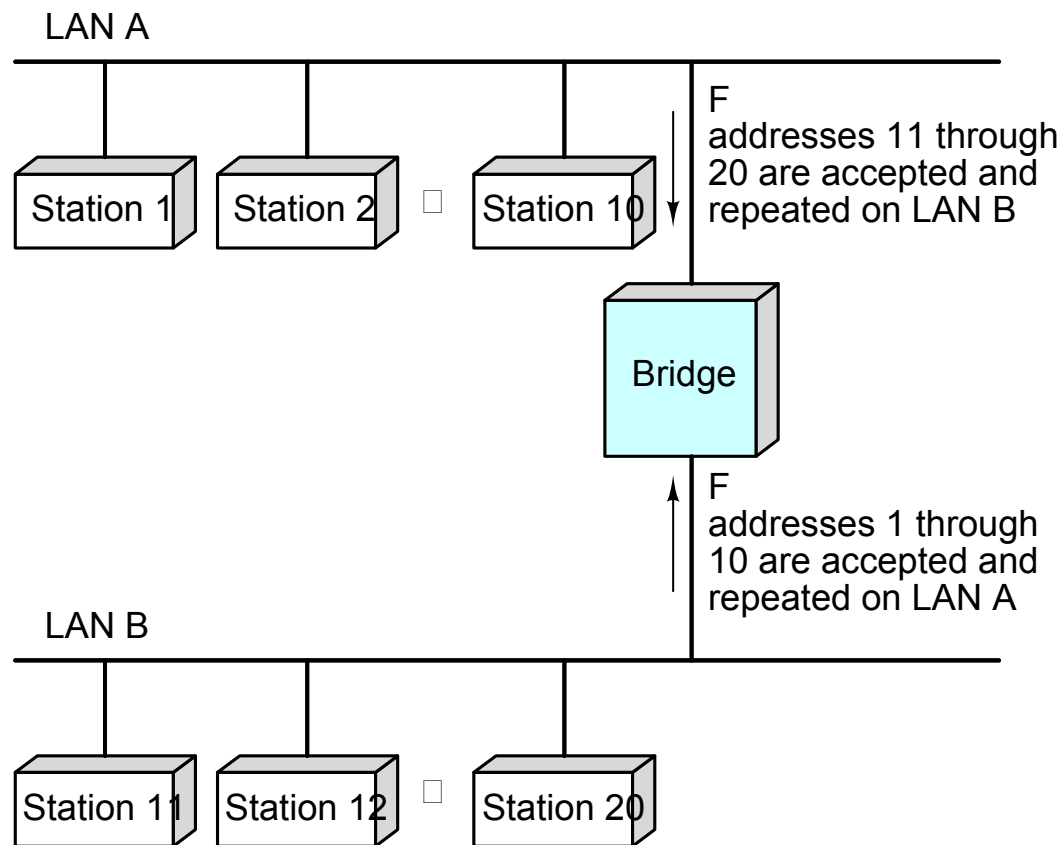 LAN A
F
addresses 11 through
20 are accepted and
repeated on LAN B
Station 1
Station 2
Station 10
Bridge
F
addresses 1 through
10 are accepted and
repeated on LAN A
LAN B
Station 11
Station 12
Station 20